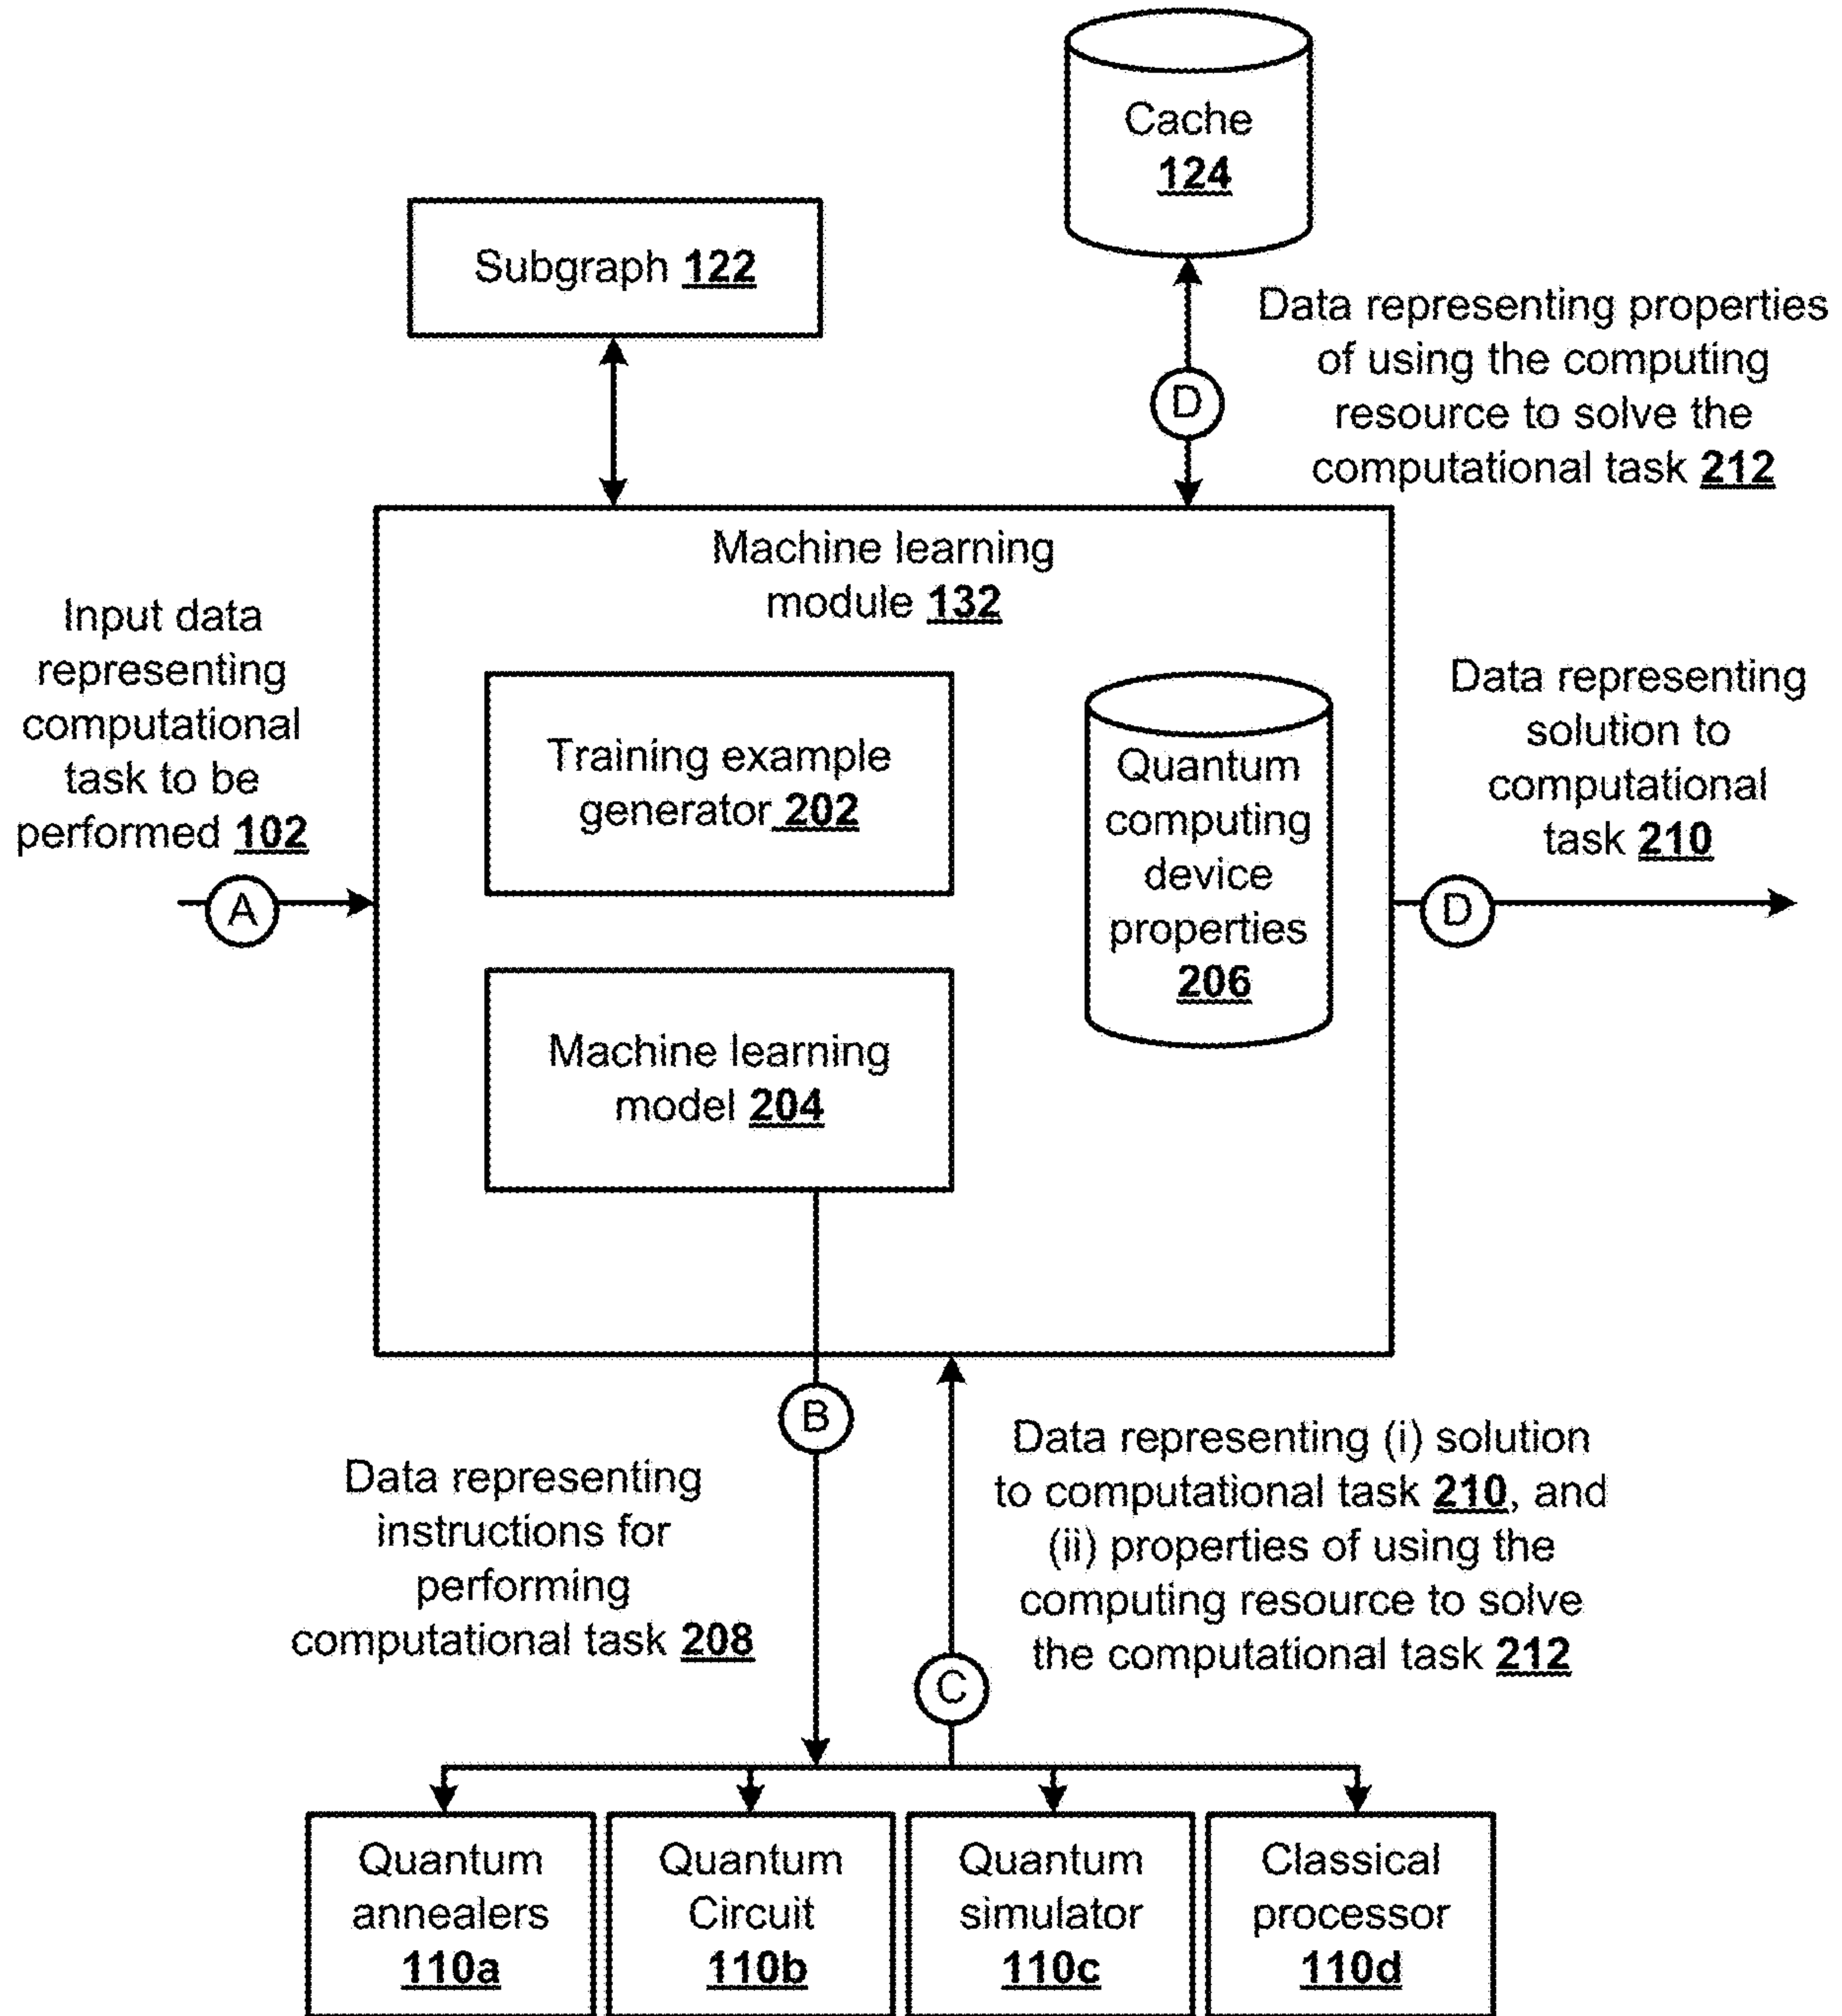 Cache
124
Subgraph 122
Data representing properties
of using the computing
resource to solve the
computational task 212
D
Machine learning
module 132
Input data
representing
computational
task to be
performed 102
A
Training example
generator 202
Quantum
computing
device
properties
206
Data representing
solution to
computational
task 210
D
Machine learning
model 204
B
Data representing
instructions for
performing
computational task 208
Data representing (i) solution
to computational task 210, and
(ii) properties of using the
computing resource to solve
the computational task 212
C
Quantum
annealers
110a
Quantum
Circuit
110b
Quantum
simulator
110c
Classical
processor
110d